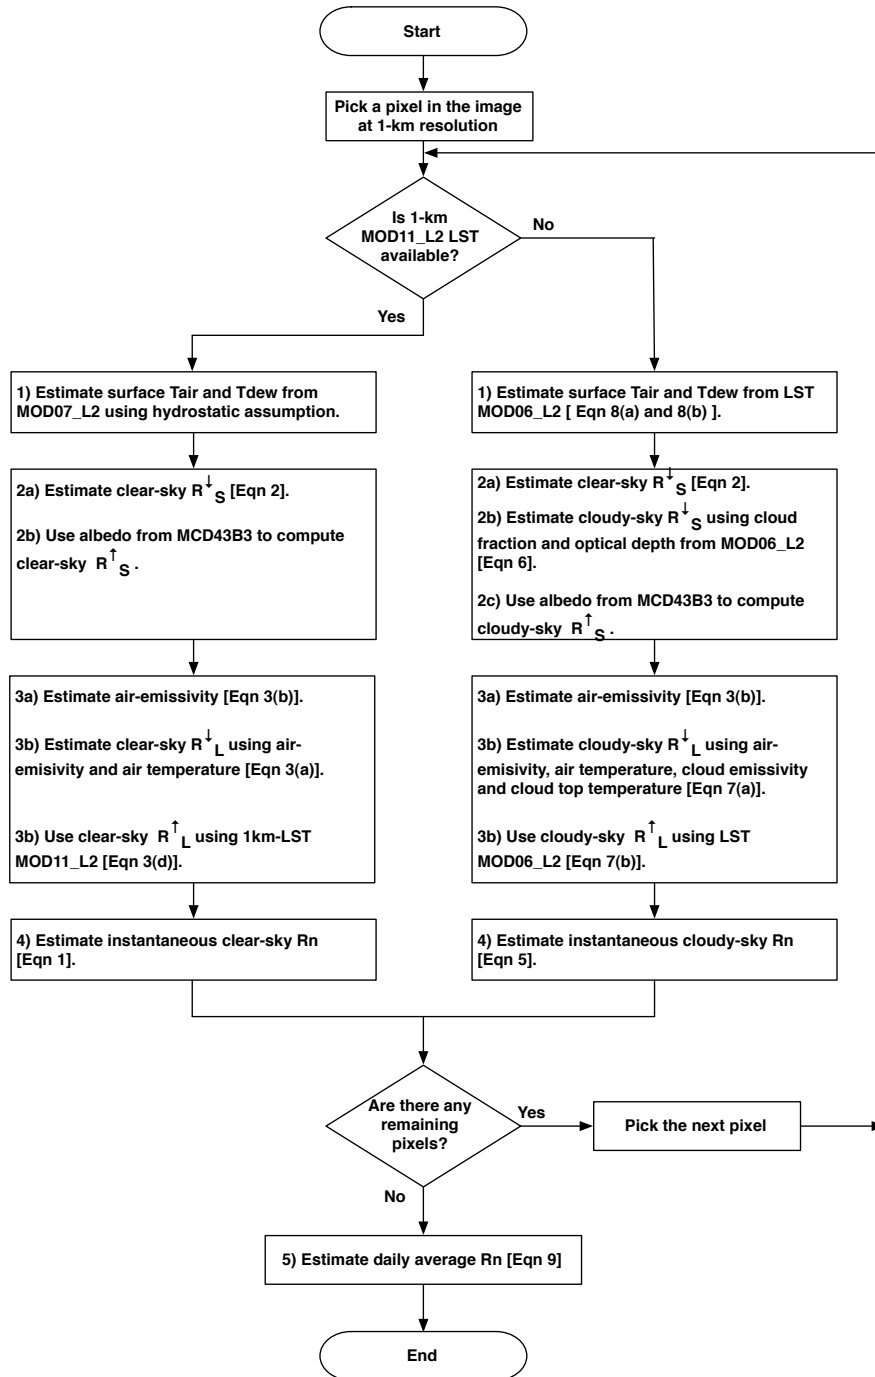 Start
Pick a pixel in the image
at 1-km resolution
Is 1-km
MOD11_L2 LST
available?
No
Yes
1) Estimate surface Tair and Tdew from
MOD07_L2 using hydrostatic assumption.
2a) Estimate clear-sky R↓S [Eqn 2].
2b) Use albedo from MCD43B3 to compute
clear-sky R↑S .
3a) Estimate air-emissivity [Eqn 3(b)].
3b) Estimate clear-sky R↓L using air-
emisivity and air temperature [Eqn 3(a)].
3b) Use clear-sky R↑L using 1km-LST
MOD11_L2 [Eqn 3(d)].
4) Estimate instantaneous clear-sky Rn
[Eqn 1].
1) Estimate surface Tair and Tdew from LST
MOD06_L2 [ Eqn 8(a) and 8(b) ].
2a) Estimate clear-sky R↓S [Eqn 2].
2b) Estimate cloudy-sky R↓S using cloud
fraction and optical depth from MOD06_L2
[Eqn 6].
2c) Use albedo from MCD43B3 to compute
cloudy-sky R↑S .
3a) Estimate air-emissivity [Eqn 3(b)].
3b) Estimate cloudy-sky R↓L using air-
emisivity, air temperature, cloud emissivity
and cloud top temperature [Eqn 7(a)].
3b) Use cloudy-sky R↑L using LST
MOD06_L2 [Eqn 7(b)].
4) Estimate instantaneous cloudy-sky Rn
[Eqn 5].
Are there any
remaining
pixels?
Yes
Pick the next pixel
No
5) Estimate daily average Rn [Eqn 9]
End